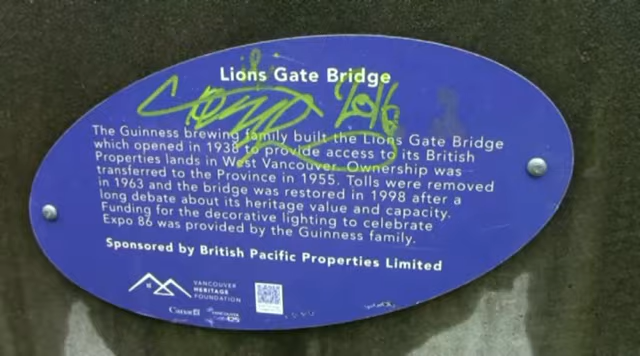 Lions Gate Bridge
2016
The Guinness brewing family built the Lions Gate Bridge
which opened in 1938 to provide access to its British
Properties lands in West Vancouver. Ownership was
transferred to the Province in 1955. Tolls were removed
in 1963 and the bridge was restored in 1998 after a
long debate about its heritage value and capacity.
Funding for the decorative lighting to celebrate
Expo 86 was provided by the Guinness family.
Sponsored by British Pacific Properties Limited
VANCOUVER
HERITAGE
FOUNDATION
Canada